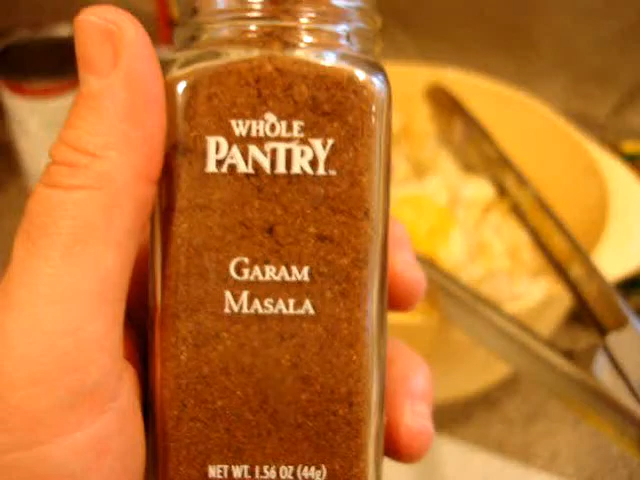 WHOLE
PANTRY
GARAM
MASALA
NET WT. 1.56 OZ (44g)